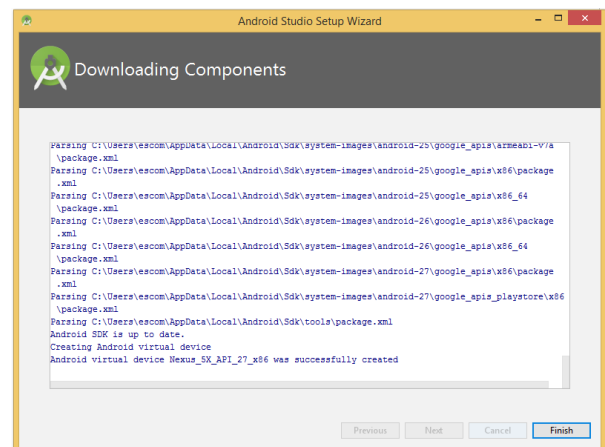 Android Studio Setup Wizard
Downloading Components
Parsing C:\Users\escom\AppData\Local\Android\Sdk\system-images\android-25\google_apis\armeabi-v7a
\package.xml
Parsing C:\Users\escom\AppData\Local\Android\Sdk\system-images\android-25\google_apis\x86\package
.xml
Parsing C:\Users\escom\AppData\Local\Android\Sdk\system-images\android-25\google_apis\x86_64
\package.xml
Parsing C:\Users\escom\AppData\Local\Android\Sdk\system-images\android-26\google_apis\x86\package
.xml
Parsing C:\Users\escom\AppData\Local\Android\Sdk\system-images\android-26\google_apis\x86_64
\package.xml
Parsing C:\Users\escom\AppData\Local\Android\Sdk\system-images\android-27\google_apis\x86\package
.xml
Parsing C:\Users\escom\AppData\Local\Android\Sdk\system-images\android-27\google_apis_playstore\x86
\package.xml
Parsing C:\Users\escom\AppData\Local\Android\Sdk\tools\package.xml
Android SDK is up to date.
Creating Android virtual device
Android virtual device Nexus_5X_API_27_x86 was successfully created
Previous Next Cancel Finish